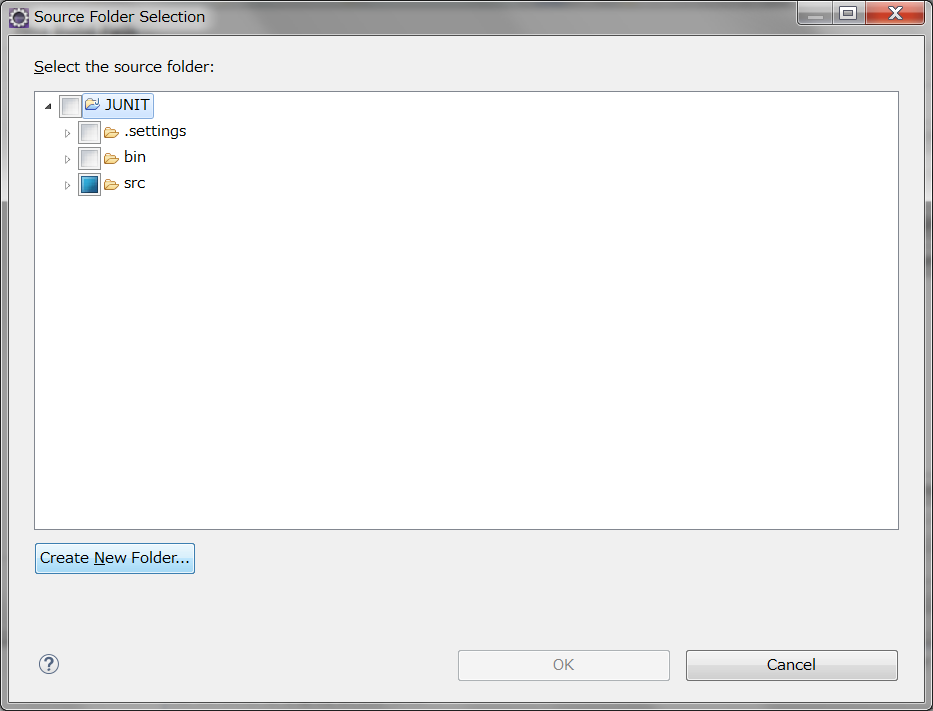 Source Folder Selection
Select the source folder:
JUNIT
.settings
bin
src
Create New Folder...
?
OK
Cancel